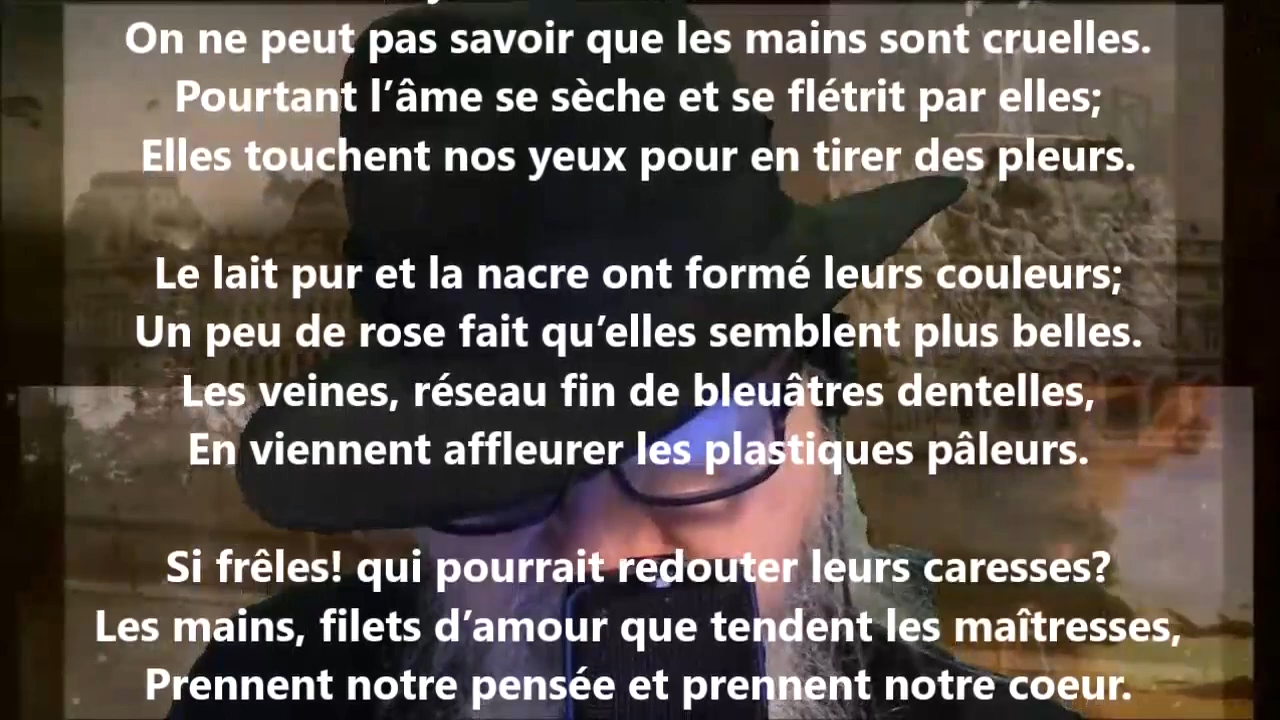 On ne peut pas savoir que les mains sont cruelles.
Pourtant l’âme se sèche et se flétrit par elles;
Elles touchent nos yeux pour en tirer des pleurs.
Le lait pur et la nacre ont formé leurs couleurs;
Un peu de rose fait qu’elles semblent plus belles.
Les veines, réseau fin de bleuâtres dentelles,
En viennent affleurer les plastiques pâleurs.
Si frêles! qui pourrait redouter leurs caresses?
Les mains, filets d’amour que tendent les maîtresses,
Prennent notre pensée et prennent notre coeur.